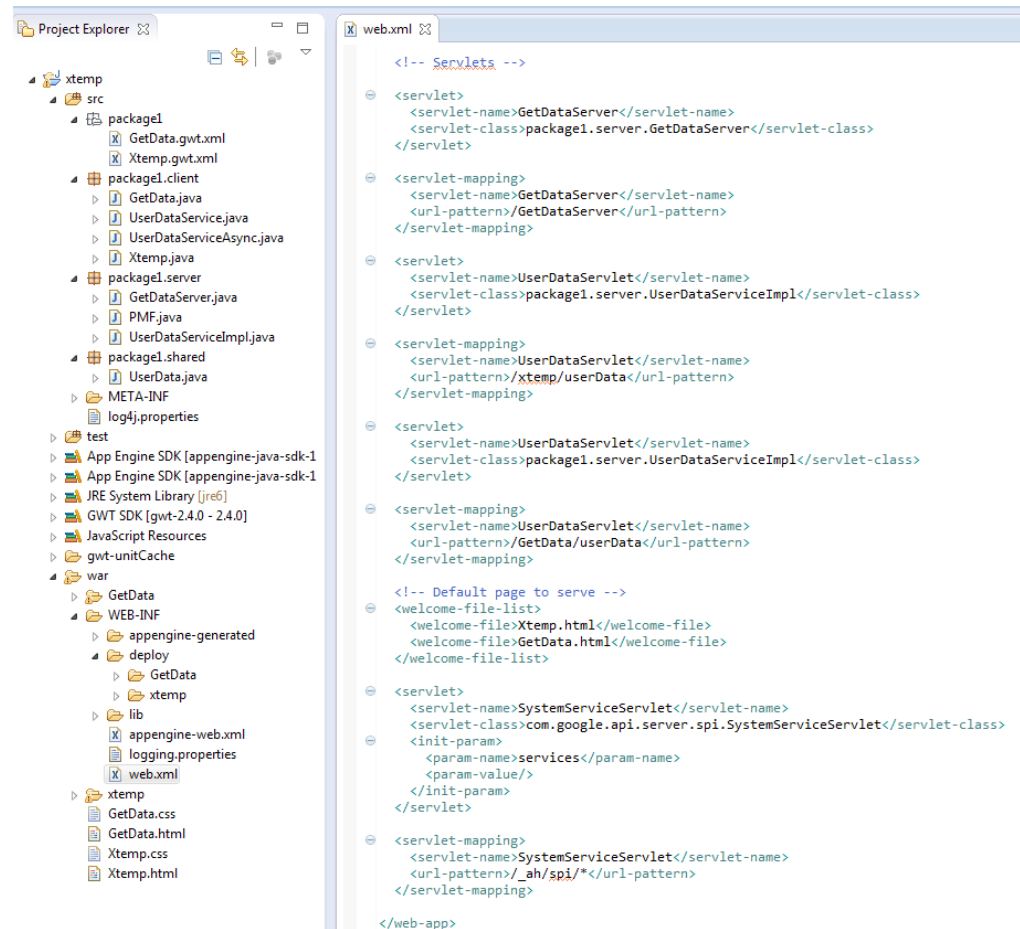 Project Explorer
xtemp
src
package1
GetData.gwt.xml
Xtemp.gwt.xml
package1.client
GetData.java
UserDataService.java
UserDataServiceAsync.java
Xtemp.java
package1.server
GetDataServer.java
PMF.java
UserDataServiceImpl.java
package1.shared
UserData.java
META-INF
log4j.properties
test
App Engine SDK [appengine-java-sdk-1
App Engine SDK [appengine-java-sdk-1
JRE System Library [jre6]
GWT SDK [gwt-2.4.0 - 2.4.0]
JavaScript Resources
gwt-unitCache
war
GetData
WEB-INF
appengine-generated
deploy
GetData
xtemp
lib
appengine-web.xml
logging.properties
web.xml
xtemp
GetData.css
GetData.html
Xtemp.css
Xtemp.html
web.xml
<!-- Servlets -->
<servlet>
<servlet-name>GetDataServer</servlet-name>
<servlet-class>package1.server.GetDataServer</servlet-class>
</servlet>
<servlet-mapping>
<servlet-name>GetDataServer</servlet-name>
<url-pattern>/GetDataServer</url-pattern>
</servlet-mapping>
<servlet>
<servlet-name>UserDataServlet</servlet-name>
<servlet-class>package1.server.UserDataServiceImpl</servlet-class>
</servlet>
<servlet-mapping>
<servlet-name>UserDataServlet</servlet-name>
<url-pattern>/xtemp/userData</url-pattern>
</servlet-mapping>
<servlet>
<servlet-name>UserDataServlet</servlet-name>
<servlet-class>package1.server.UserDataServiceImpl</servlet-class>
</servlet>
<servlet-mapping>
<servlet-name>UserDataServlet</servlet-name>
<url-pattern>/GetData/userData</url-pattern>
</servlet-mapping>
<!-- Default page to serve -->
<welcome-file-list>
<welcome-file>Xtemp.html</welcome-file>
<welcome-file>GetData.html</welcome-file>
</welcome-file-list>
<servlet>
<servlet-name>SystemServiceServlet</servlet-name>
<servlet-class>com.google.api.server.spi.SystemServiceServlet</servlet-class>
<init-param>
<param-name>services</param-name>
<param-value/>
</init-param>
</servlet>
<servlet-mapping>
<servlet-name>SystemServiceServlet</servlet-name>
<url-pattern>/_ah/spi/*</url-pattern>
</servlet-mapping>
</web-app>